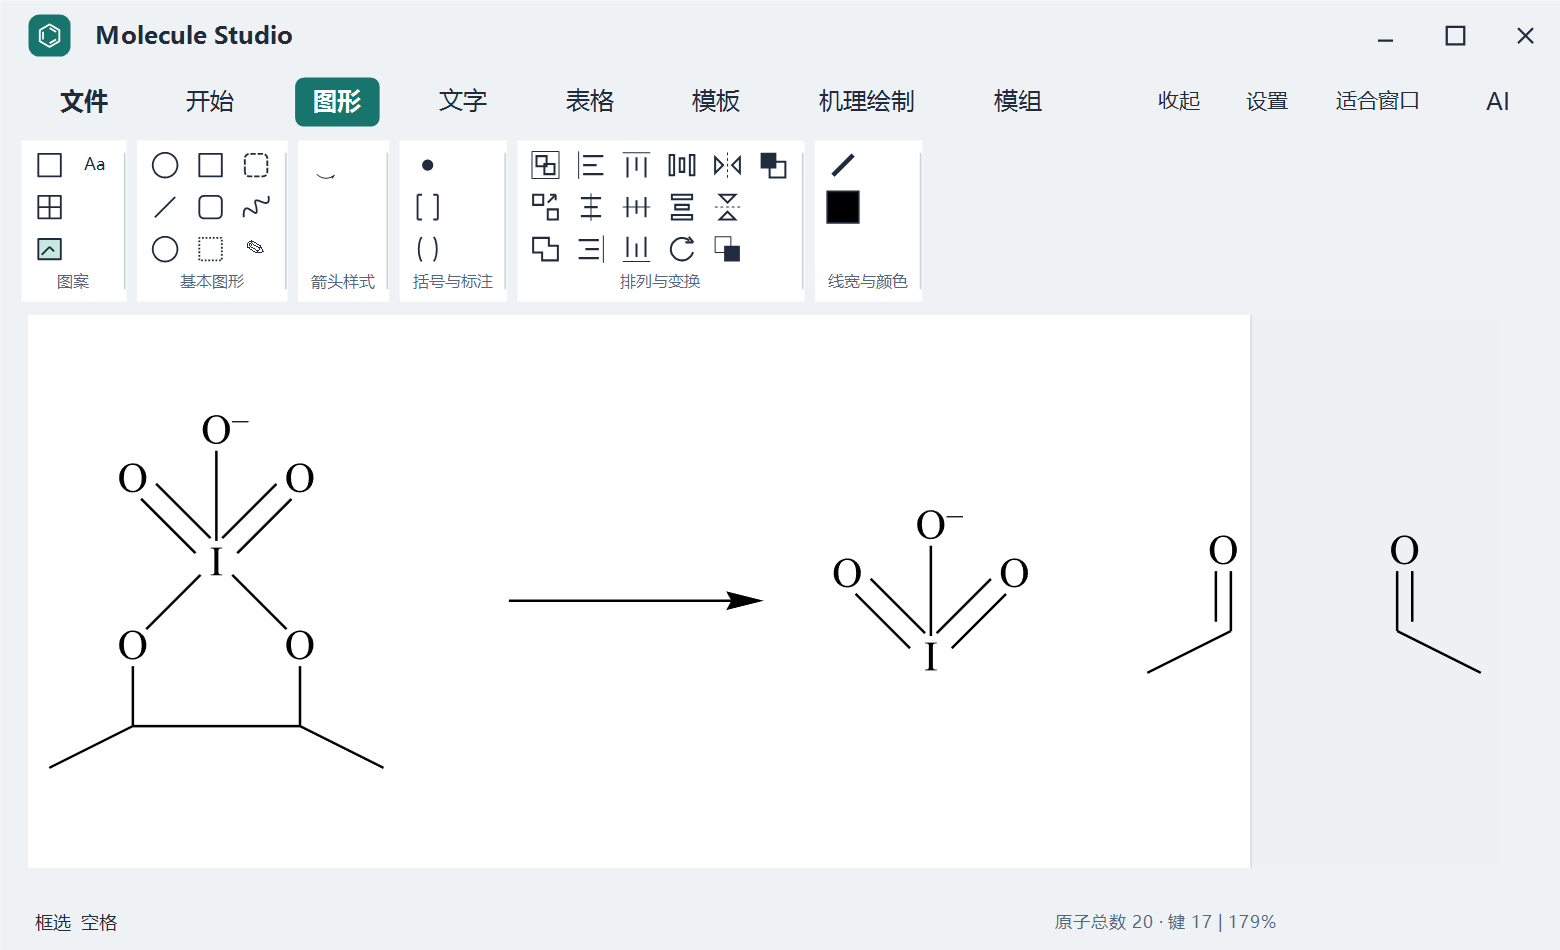 Molecule Studio
文件 开始 图形 文字 表格 模板 机理绘制 模组 收起 设置 适合窗口 AI
Aa
图案 基本图形 箭头样式 括号与标注 排列与变换 线宽与颜色
O−
O O
I
O O
O−
O O
I
O
O
框选 空格
原子总数 20 · 键 17 | 179%